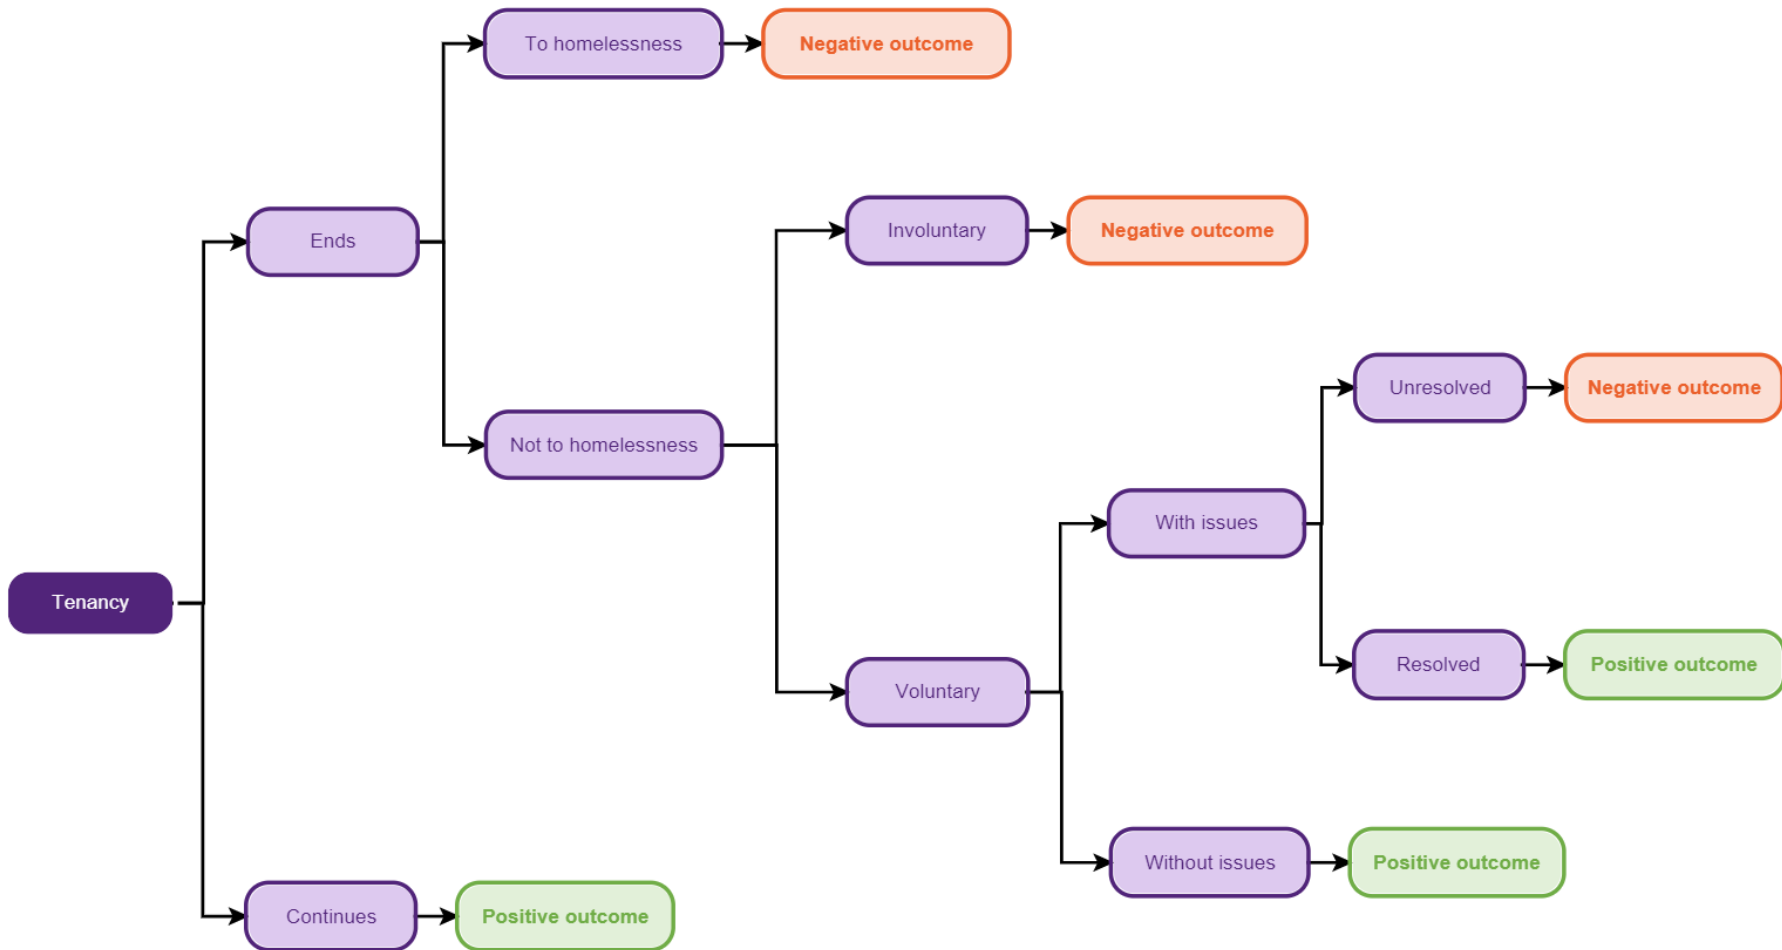 To homelessness
Negative outcome
Involuntary
Negative outcome
Ends
Unresolved
Negative outcome
Not to homelessness
With issues
Tenancy
Resolved
Positive outcome
Voluntary
Without issues
Positive outcome
Continues
Positive outcome